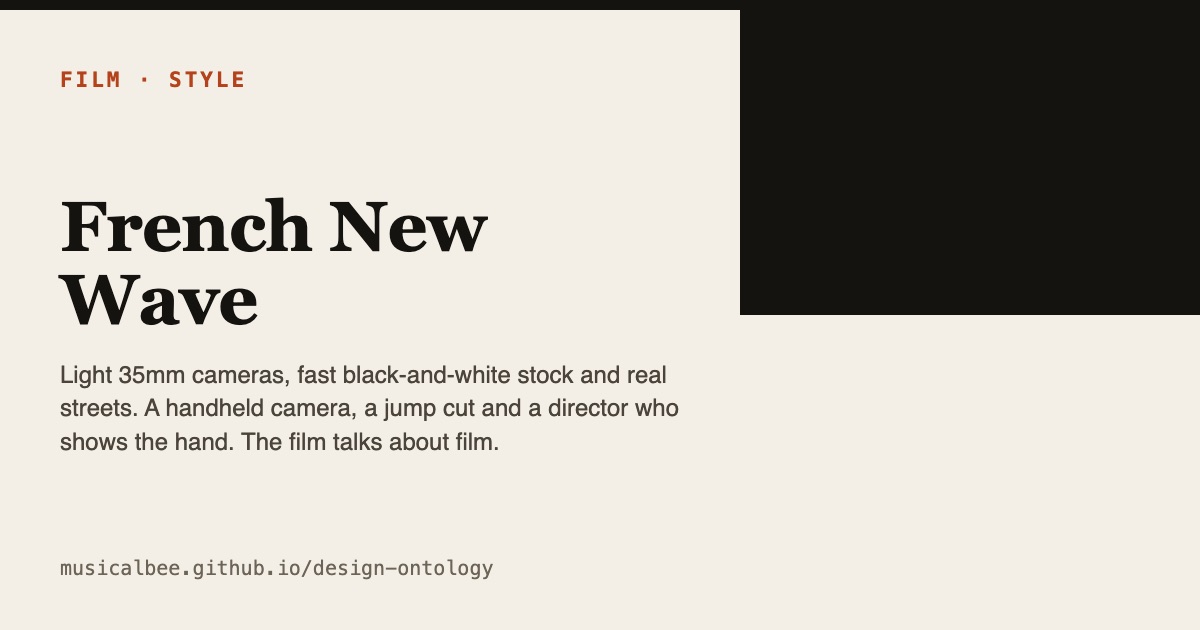 FILM · STYLE
French New
Wave
Light 35mm cameras, fast black-and-white stock and real
streets. A handheld camera, a jump cut and a director who
shows the hand. The film talks about film.
musicalbee.github.io/design-ontology